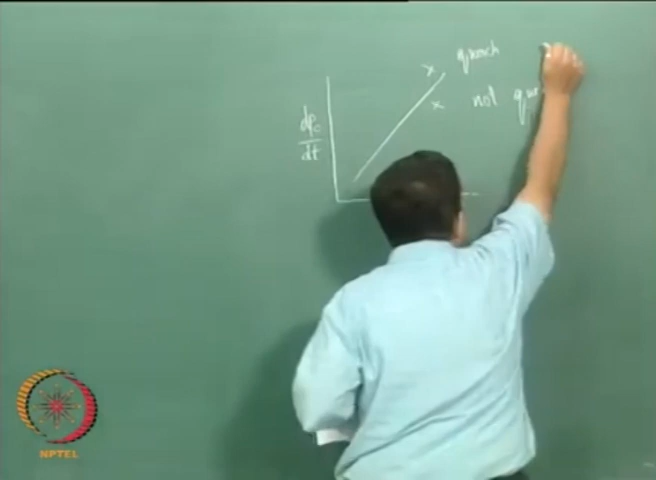 x quench
x not
dp₀
dt
NPTEL